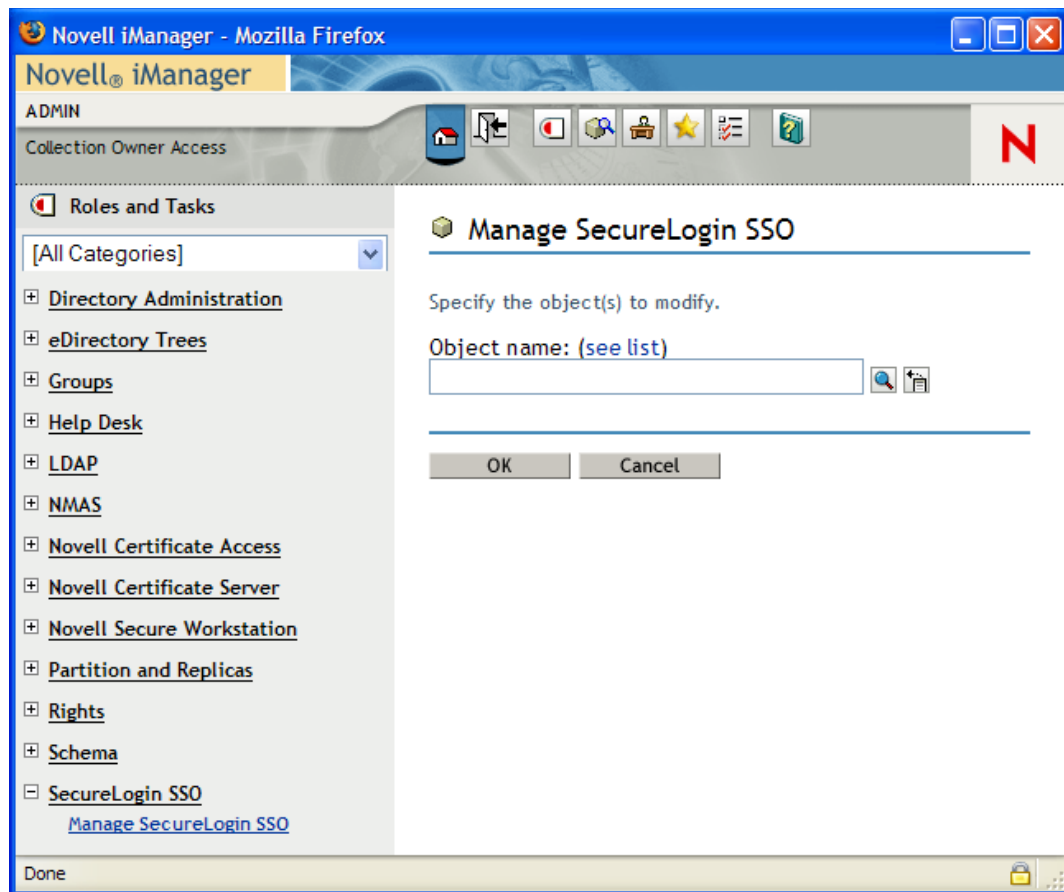 Novell iManager - Mozilla Firefox
Novell® iManager
ADMIN
Collection Owner Access
N
Roles and Tasks
[All Categories]
Directory Administration
eDirectory Trees
Groups
Help Desk
LDAP
NMAS
Novell Certificate Access
Novell Certificate Server
Novell Secure Workstation
Partition and Replicas
Rights
Schema
SecureLogin SSO
Manage SecureLogin SSO
Manage SecureLogin SSO
Specify the object(s) to modify.
Object name: (see list)
OK Cancel
Done